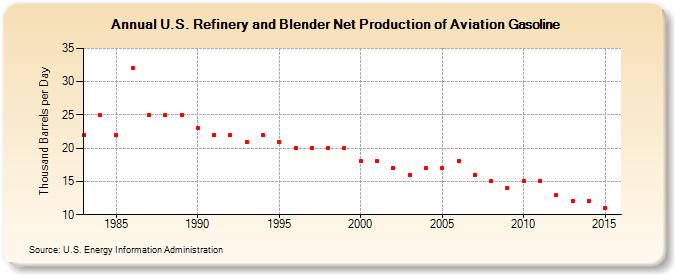 Annual U.S. Refinery and Blender Net Production of Aviation Gasoline
Thousand Barrels per Day
35
30
25
20
15
10
1985 1990 1995 2000 2005 2010 2015
Source: U.S. Energy Information Administration